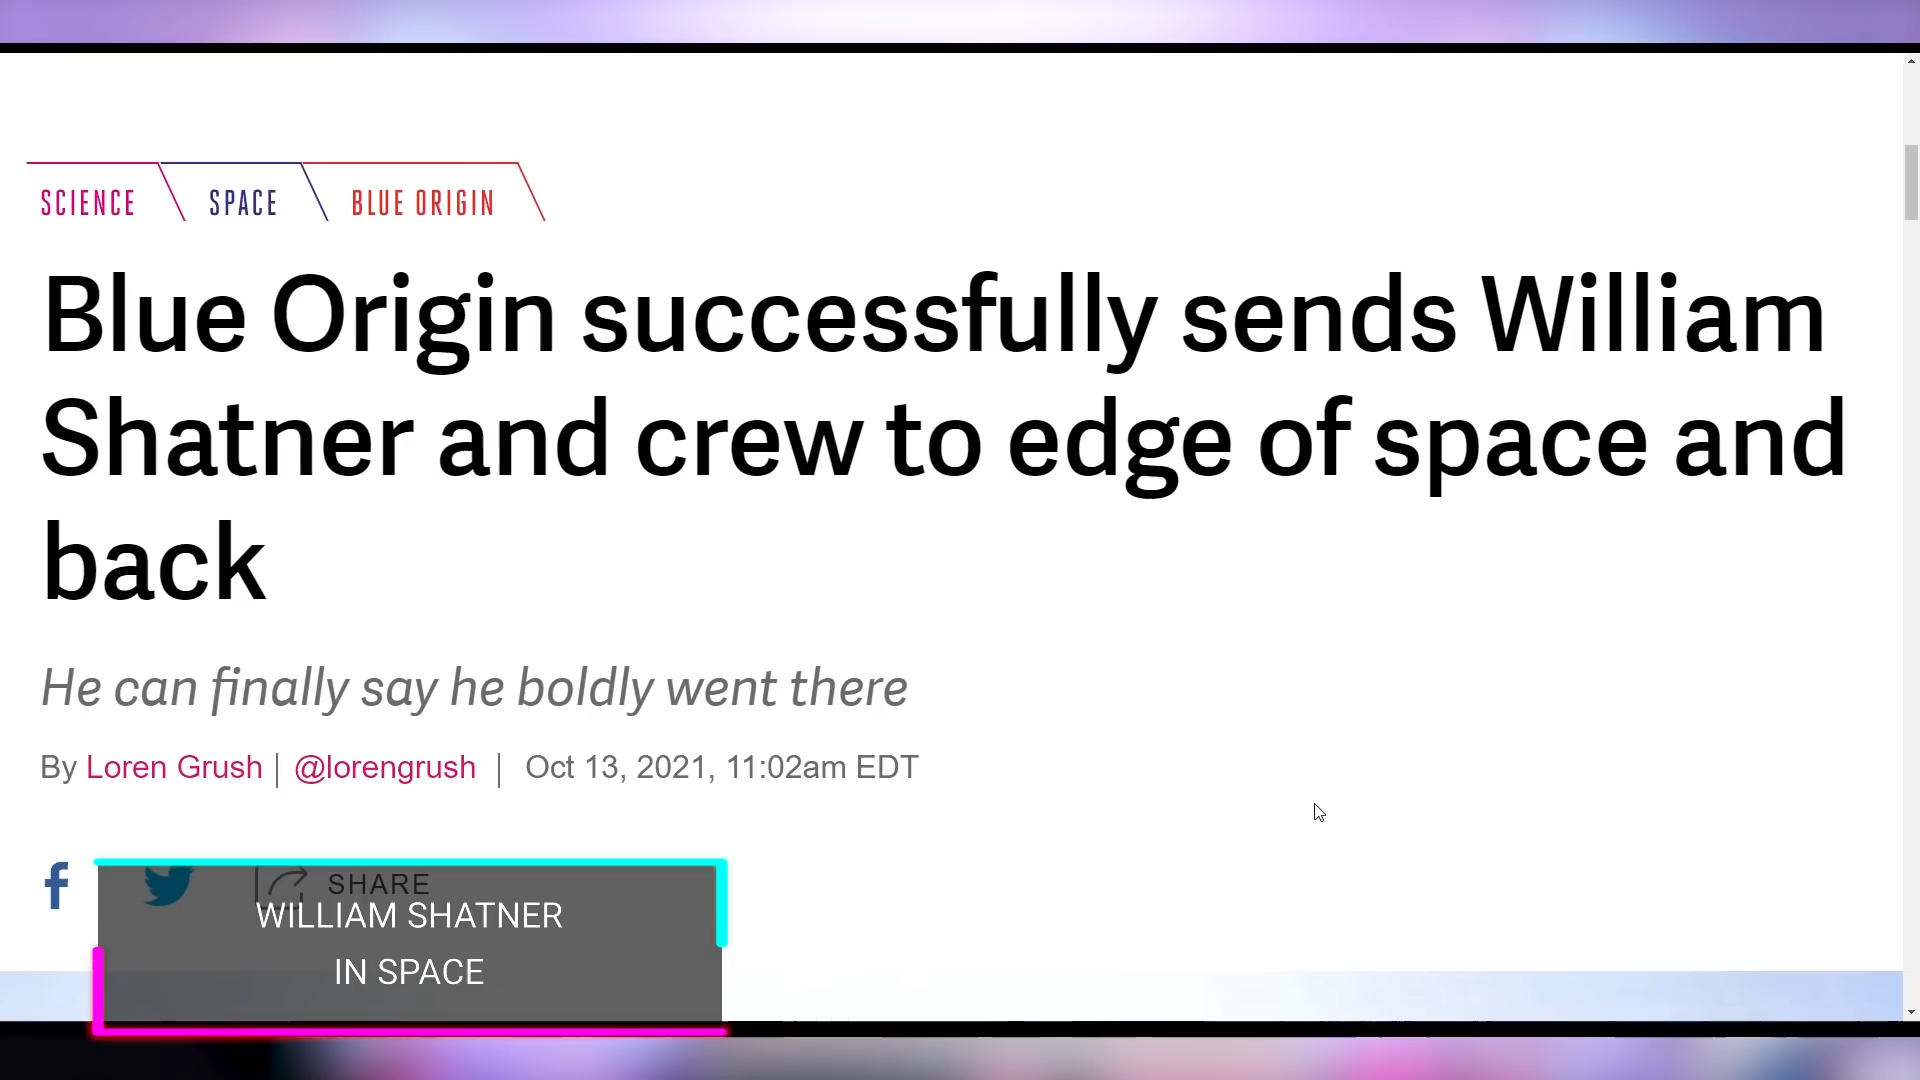 SCIENCE SPACE BLUE ORIGIN
Blue Origin successfully sends William
Shatner and crew to edge of space and
back
He can finally say he boldly went there
By Loren Grush | @lorengrush | Oct 13, 2021, 11:02am EDT
SHARE
WILLIAM SHATNER
IN SPACE